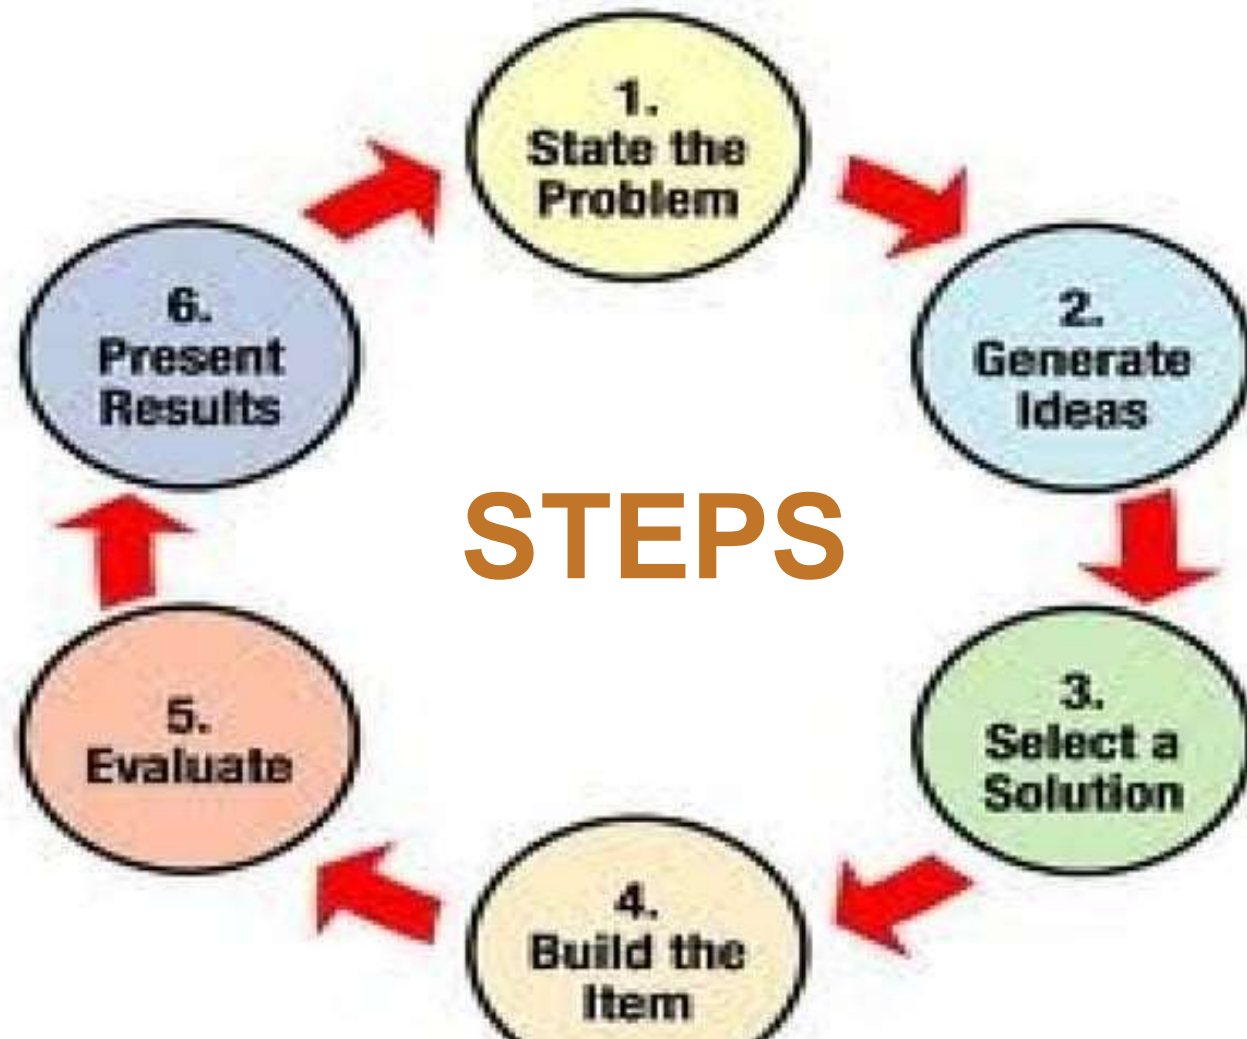 1.
State the
Problem
2.
Generate
Ideas
3.
Select a
Solution
4.
Build the
Item
5.
Evaluate
6.
Present
Results
STEPS